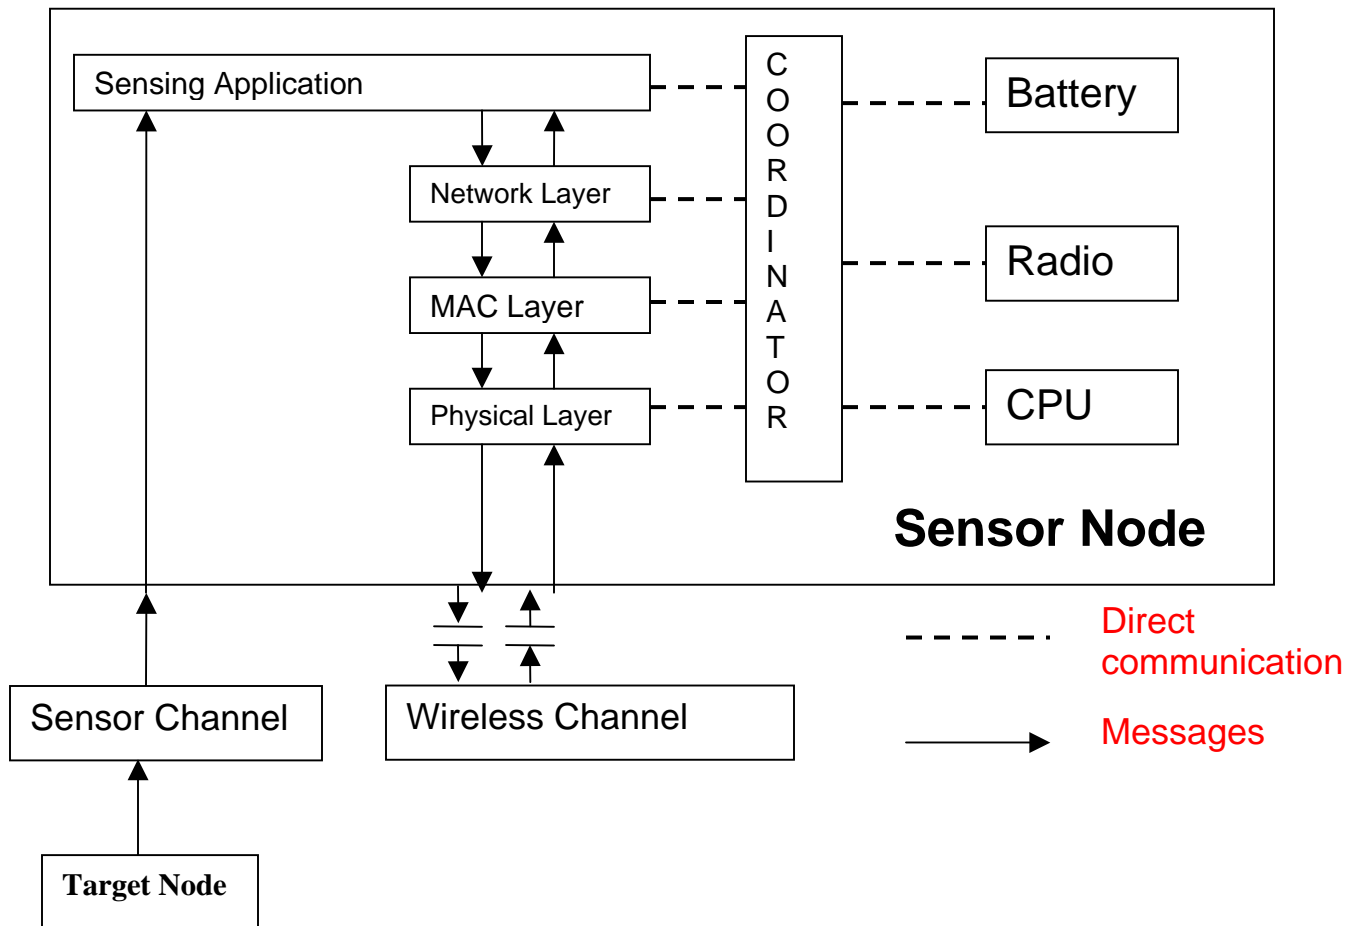 Sensing Application
C
O
O
R
D
I
N
A
T
O
R
Battery
Network Layer
Radio
MAC Layer
CPU
Physical Layer
Sensor Node
Direct
communication
Sensor Channel
Wireless Channel
Messages
Target Node